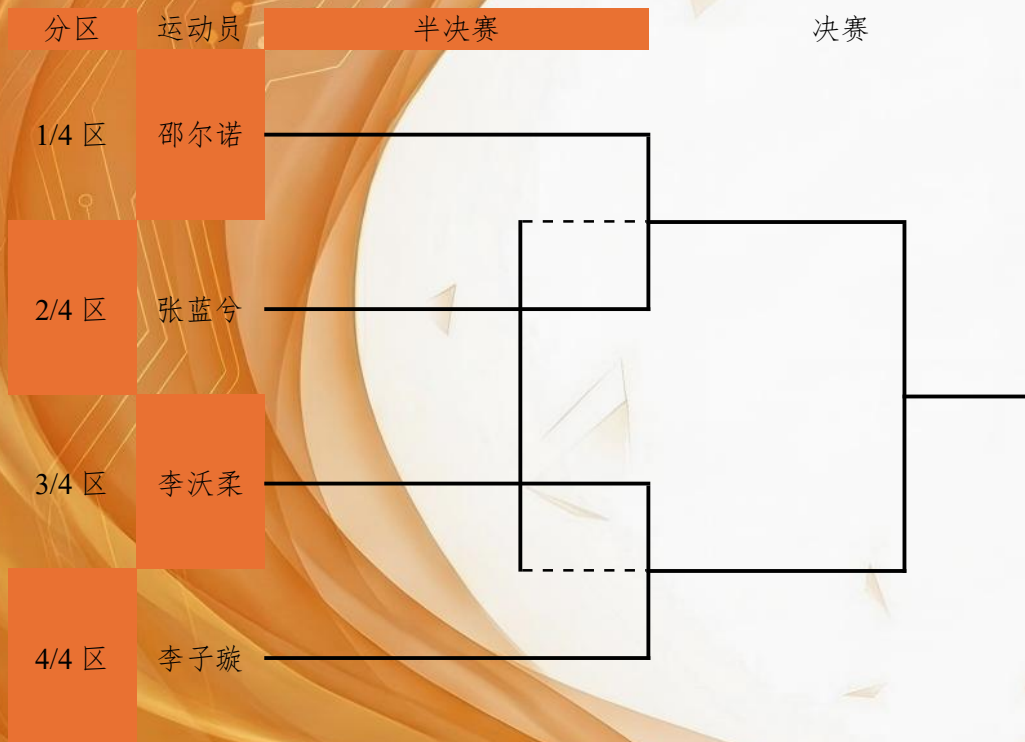 分区 运动员 半决赛 决赛
1/4 区 邵尔诺
2/4 区 张蓝兮
3/4 区 李沃柔
4/4 区 李子璇